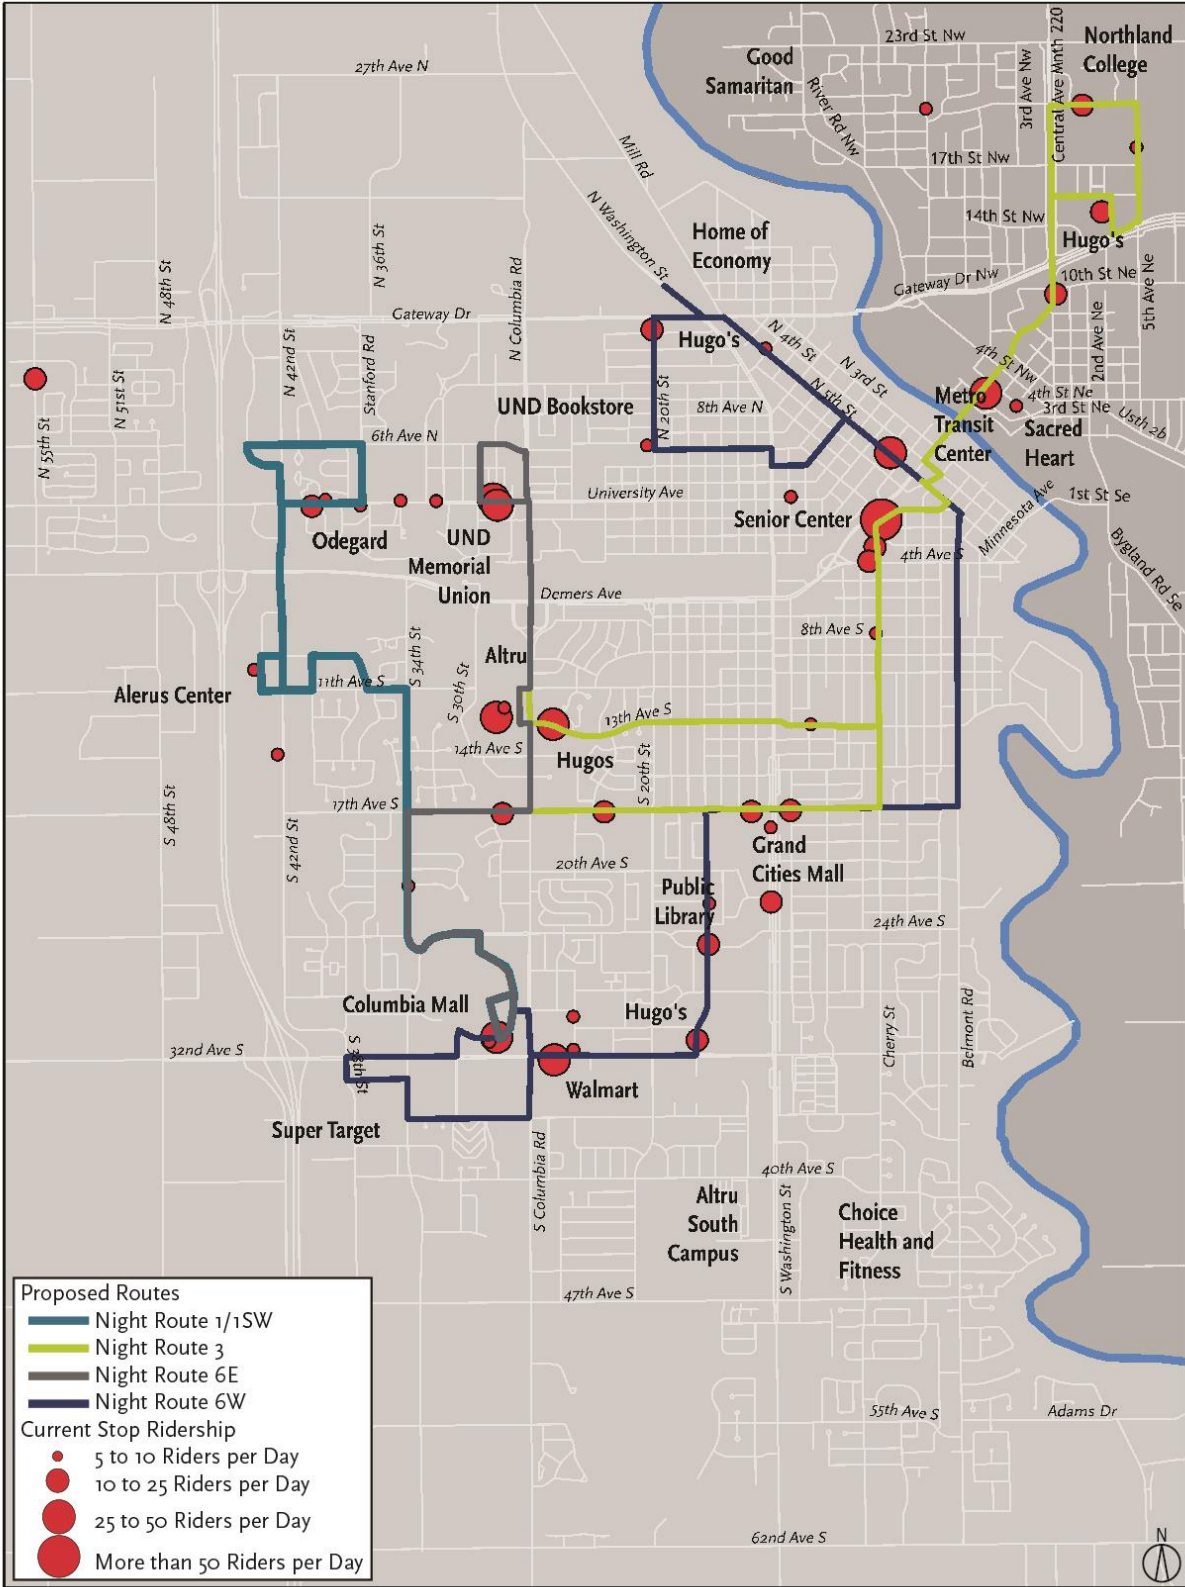 23rd St Nw
Good
Samaritan
Northland
College
27th Ave N
River Rd Nw
3rd Ave Nw
Central Ave Mnth 220
Mill Rd
17th St Nw
N Washington St
14th St Nw
Hugo's
N 48th St
N 36th St
N Columbia Rd
Home of
Economy
Gateway Dr Nw
10th St Ne
5th Ave Ne
Gateway Dr
2nd Ave Ne
N 42nd St
Stanford Rd
Hugo's
N 4th St
N 3rd St
4th St Nw
N 51st St
UND Bookstore
N 20th St
8th Ave N
N 5th St
Metro
Transit
Center
4th St Ne
3rd St Ne
Usth 2b
Sacred
Heart
N 55th St
6th Ave N
University Ave
Senior Center
1st St Se
Minnesota Ave
Odegard
UND
Memorial
Union
4th Ave S
Bygland Rd Se
Demers Ave
8th Ave S
S 34th St
Altru
Alerus Center
11th Ave S
S 30th St
13th Ave S
14th Ave S
Hugos
S 20th St
S 48th St
17th Ave S
S 42nd St
20th Ave S
Grand
Cities Mall
Public
Library
24th Ave S
Columbia Mall
Hugo's
Cherry St
Belmont Rd
32nd Ave S
S 38th St
Walmart
Super Target
S Columbia Rd
40th Ave S
Altru
South
Campus
S Washington St
Choice
Health and
Fitness
47th Ave S
55th Ave S
Adams Dr
62nd Ave S
N
Proposed Routes
Night Route 1/1SW
Night Route 3
Night Route 6E
Night Route 6W
Current Stop Ridership
5 to 10 Riders per Day
10 to 25 Riders per Day
25 to 50 Riders per Day
More than 50 Riders per Day